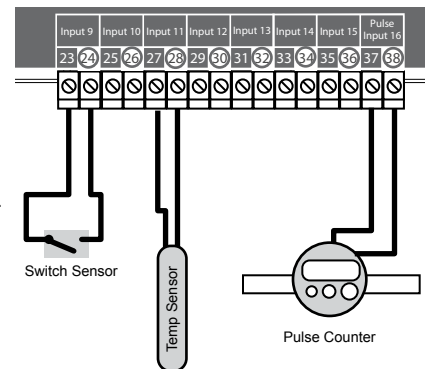 Input 9 Input 10 Input 11 Input 12 Input 13 Input 14 Input 15 Pulse Input 16
23 24 25 26 27 28 29 30 31 32 33 34 35 36 37 38
Switch Sensor
Temp Sensor
Pulse Counter